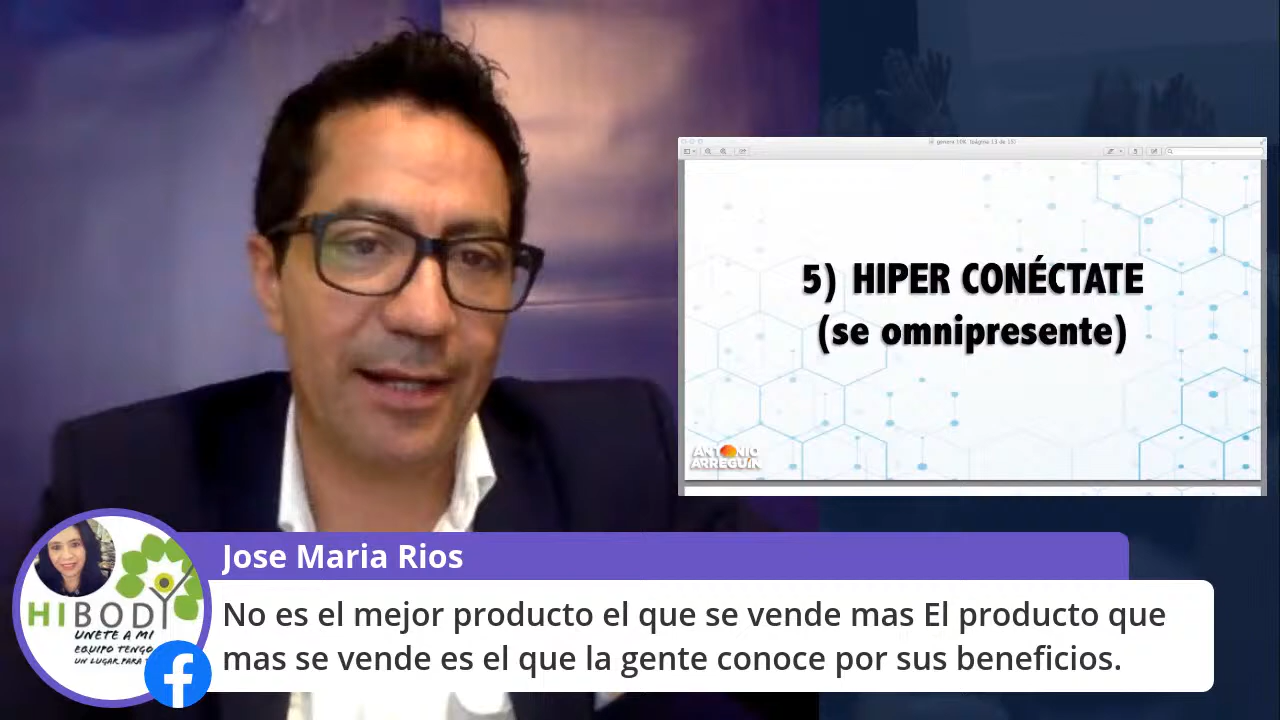 5) HIPER CONÉCTATE
(se omnipresente)
ANTONIO
ARREGUÍN
Jose Maria Rios
No es el mejor producto el que se vende mas El producto que
mas se vende es el que la gente conoce por sus beneficios.
HIBODY
UNETE A MI
EQUIPO TENGO
UN LUGAR PARA